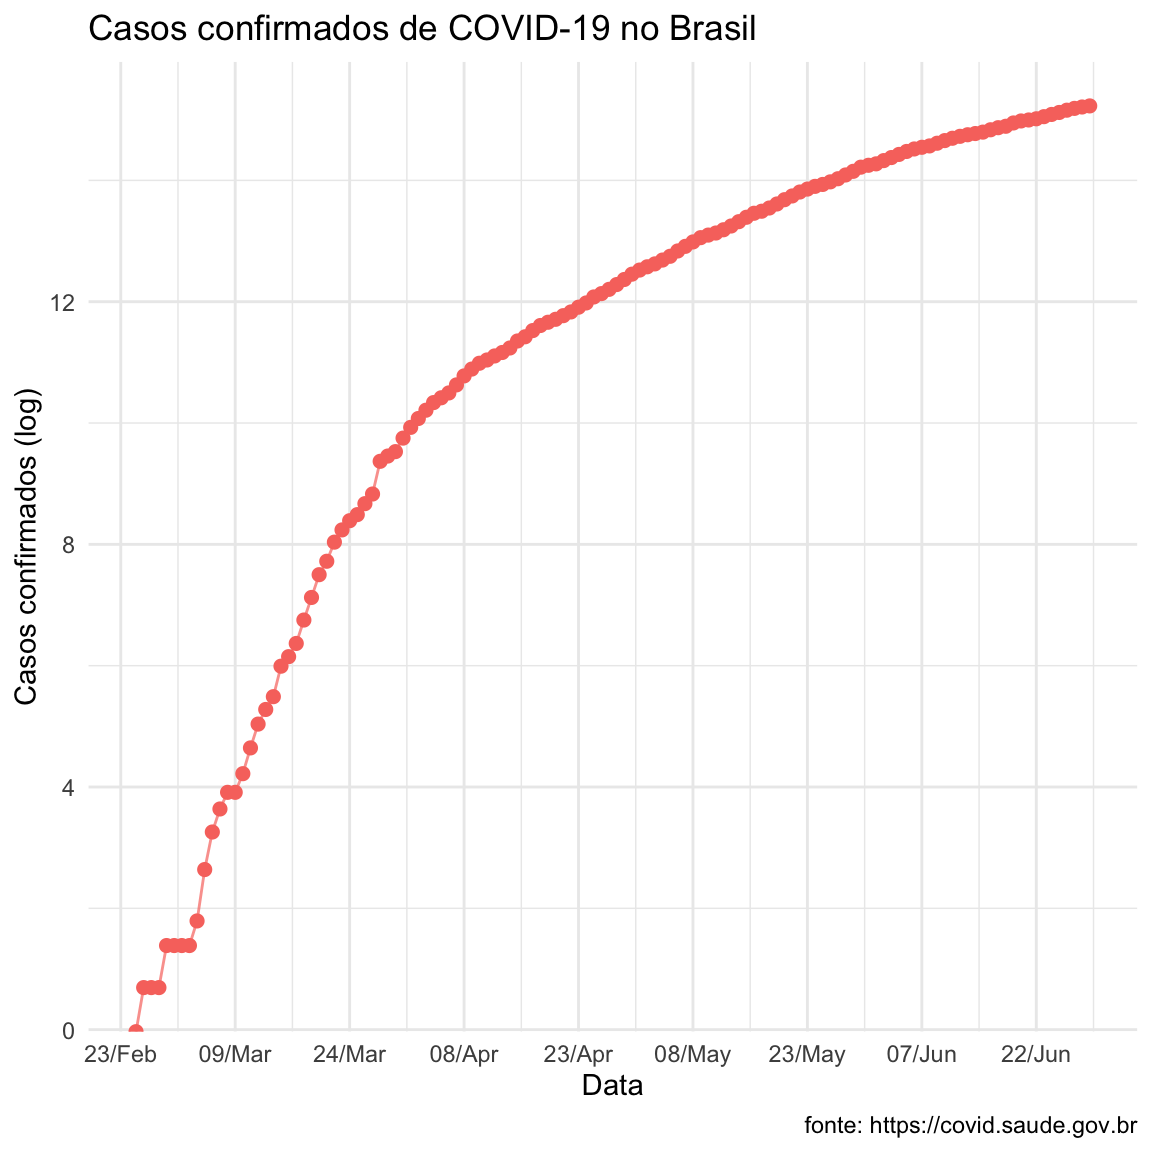 Casos confirmados de COVID-19 no Brasil
Casos confirmados (log)
12
8
4
0
23/Feb 09/Mar 24/Mar 08/Apr 23/Apr 08/May 23/May 07/Jun 22/Jun
Data
fonte: https://covid.saude.gov.br